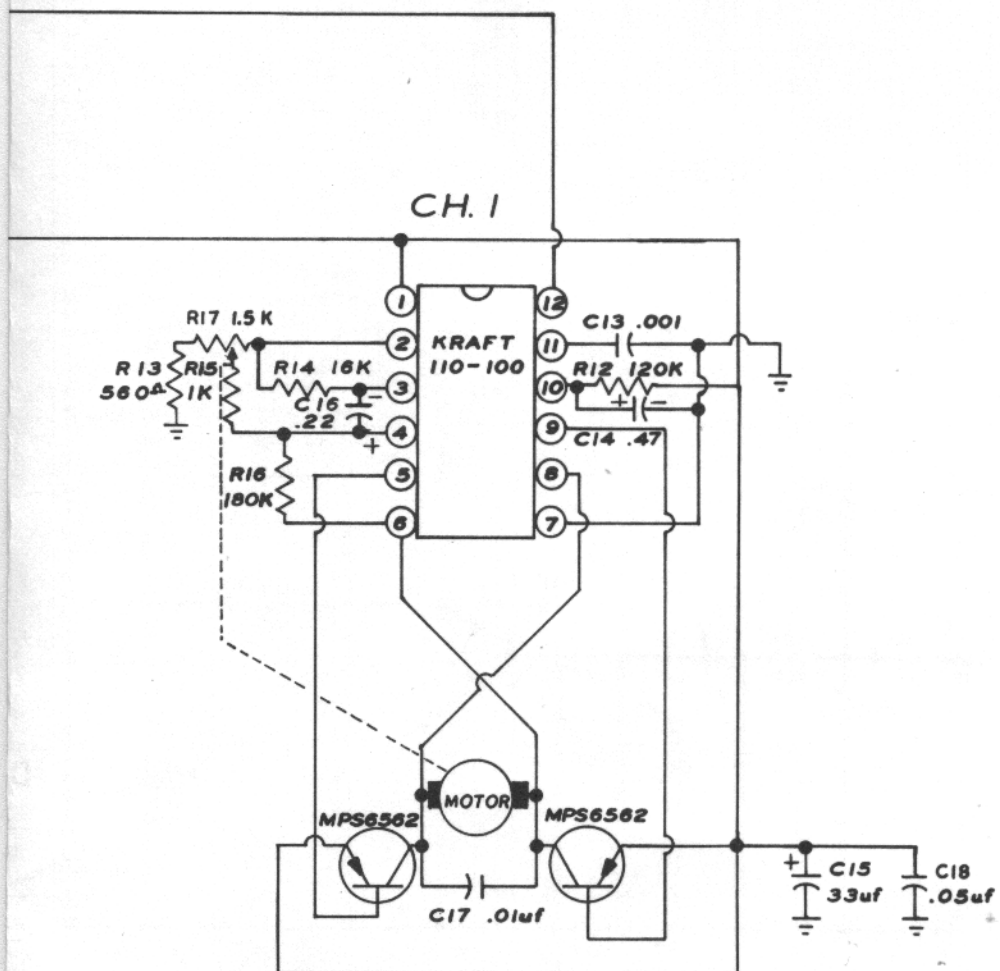 CH. 1
1
12
R17 1.5K
2
KRAFT
110-100
11
C13 .001
R13
560Ω
R15
1K
R14 16K
3
10
R12 120K
C16
.22
-
+
4
9
+ -
C14 .47
R16
180K
5
8
6
7
MOTOR
MPS6562
MPS6562
C17 .01uf
+
C15
33uf
C18
.05uf